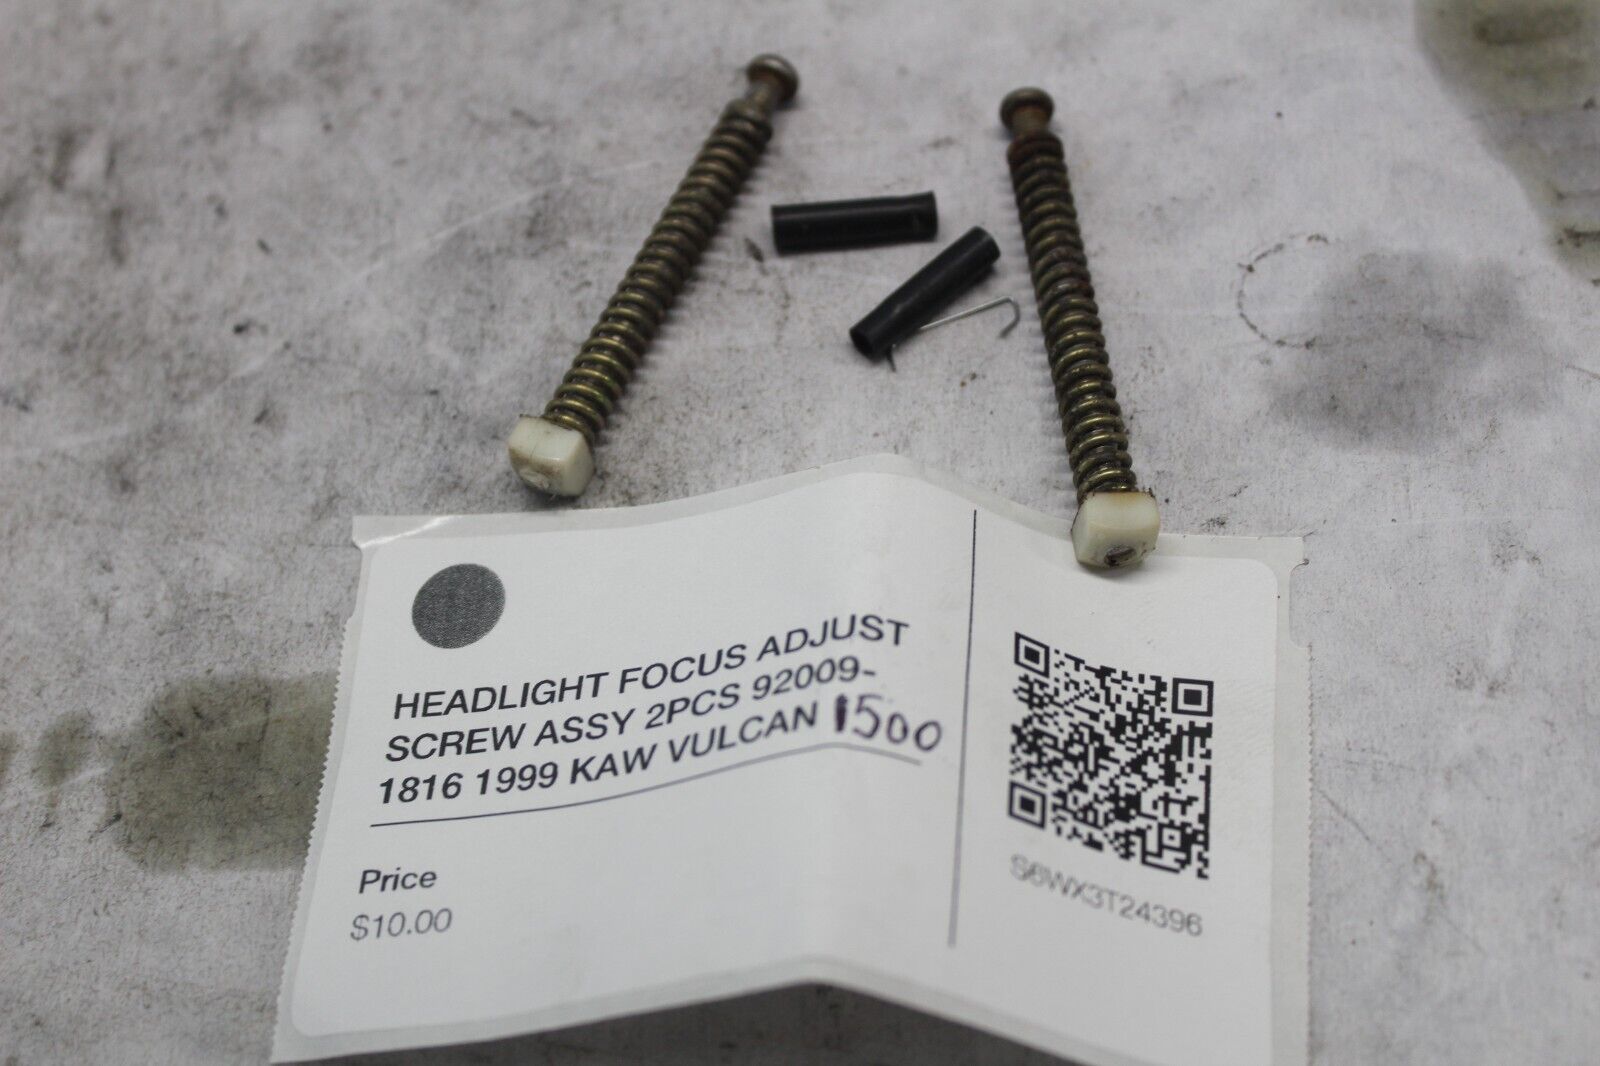 HEADLIGHT FOCUS ADJUST
SCREW ASSY 2PCS 92009-
1816 1999 KAW VULCAN 1500
Price
$10.00
S6WX3T24396